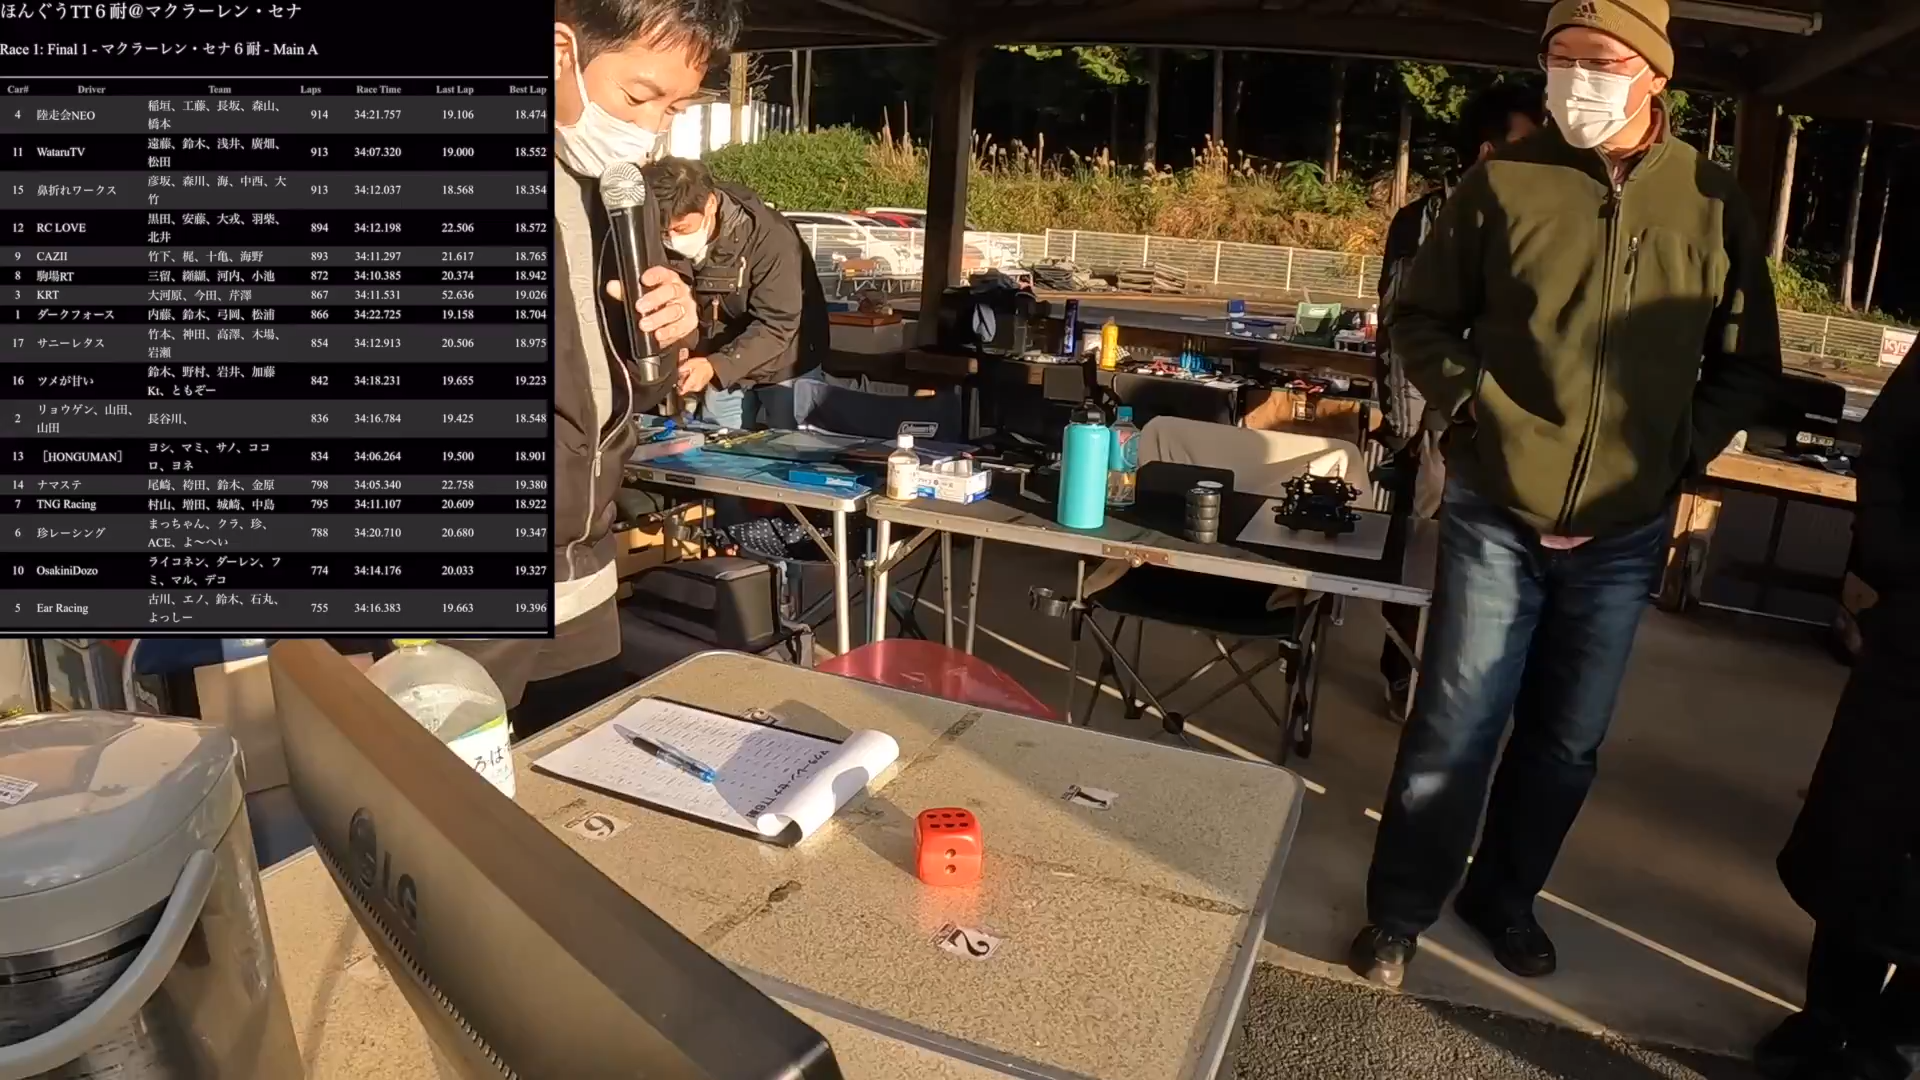 ほんぐうTT６耐@マクラーレン・セナ
Race 1: Final 1 - マクラーレン・セナ６耐 - Main A
Car# Driver Team Laps Race Time Last Lap Best Lap
4 陸走会NEO 稲垣、工藤、長坂、森山、橋本 914 34:21.757 19.106 18.474
11 WataruTV 遠藤、鈴木、浅井、廣畑、松田 913 34:07.320 19.000 18.552
15 鼻折れワークス 彦坂、森川、海、中西、大竹 913 34:12.037 18.568 18.354
12 RC LOVE 黒田、安藤、大戎、羽柴、北井 894 34:12.198 22.506 18.572
9 CAZII 竹下、梶、十亀、海野 893 34:11.297 21.617 18.765
8 駒場RT 三留、纐纈、河内、小池 872 34:10.385 20.374 18.942
3 KRT 大河原、今田、芹澤 867 34:11.531 52.636 19.026
1 ダークフォース 内藤、鈴木、弓岡、松浦 866 34:22.725 19.158 18.704
17 サニーレタス 竹本、神田、高澤、木場、岩瀬 854 34:12.913 20.506 18.975
16 ツメが甘い 鈴木、野村、岩井、加藤Kt、ともぞー 842 34:18.231 19.655 19.223
2 リョウゲン、山田、山田 長谷川、 836 34:16.784 19.425 18.548
13 ［HONGUMAN］ ヨシ、マミ、サノ、ココロ、ヨネ 834 34:06.264 19.500 18.901
14 ナマステ 尾崎、袴田、鈴木、金原 798 34:05.340 22.758 19.380
7 TNG Racing 村山、増田、城崎、中島 795 34:11.107 20.609 18.922
6 珍レーシング まっちゃん、クラ、珍、ACE、よ〜へい 788 34:20.710 20.680 19.347
10 OsakiniDozo ライコネン、ダーレン、フミ、マル、デコ 774 34:14.176 20.033 19.327
5 Ear Racing 古川、エノ、鈴木、石丸、よっしー 755 34:16.383 19.663 19.396
Coleman
5
1
6
2
LG